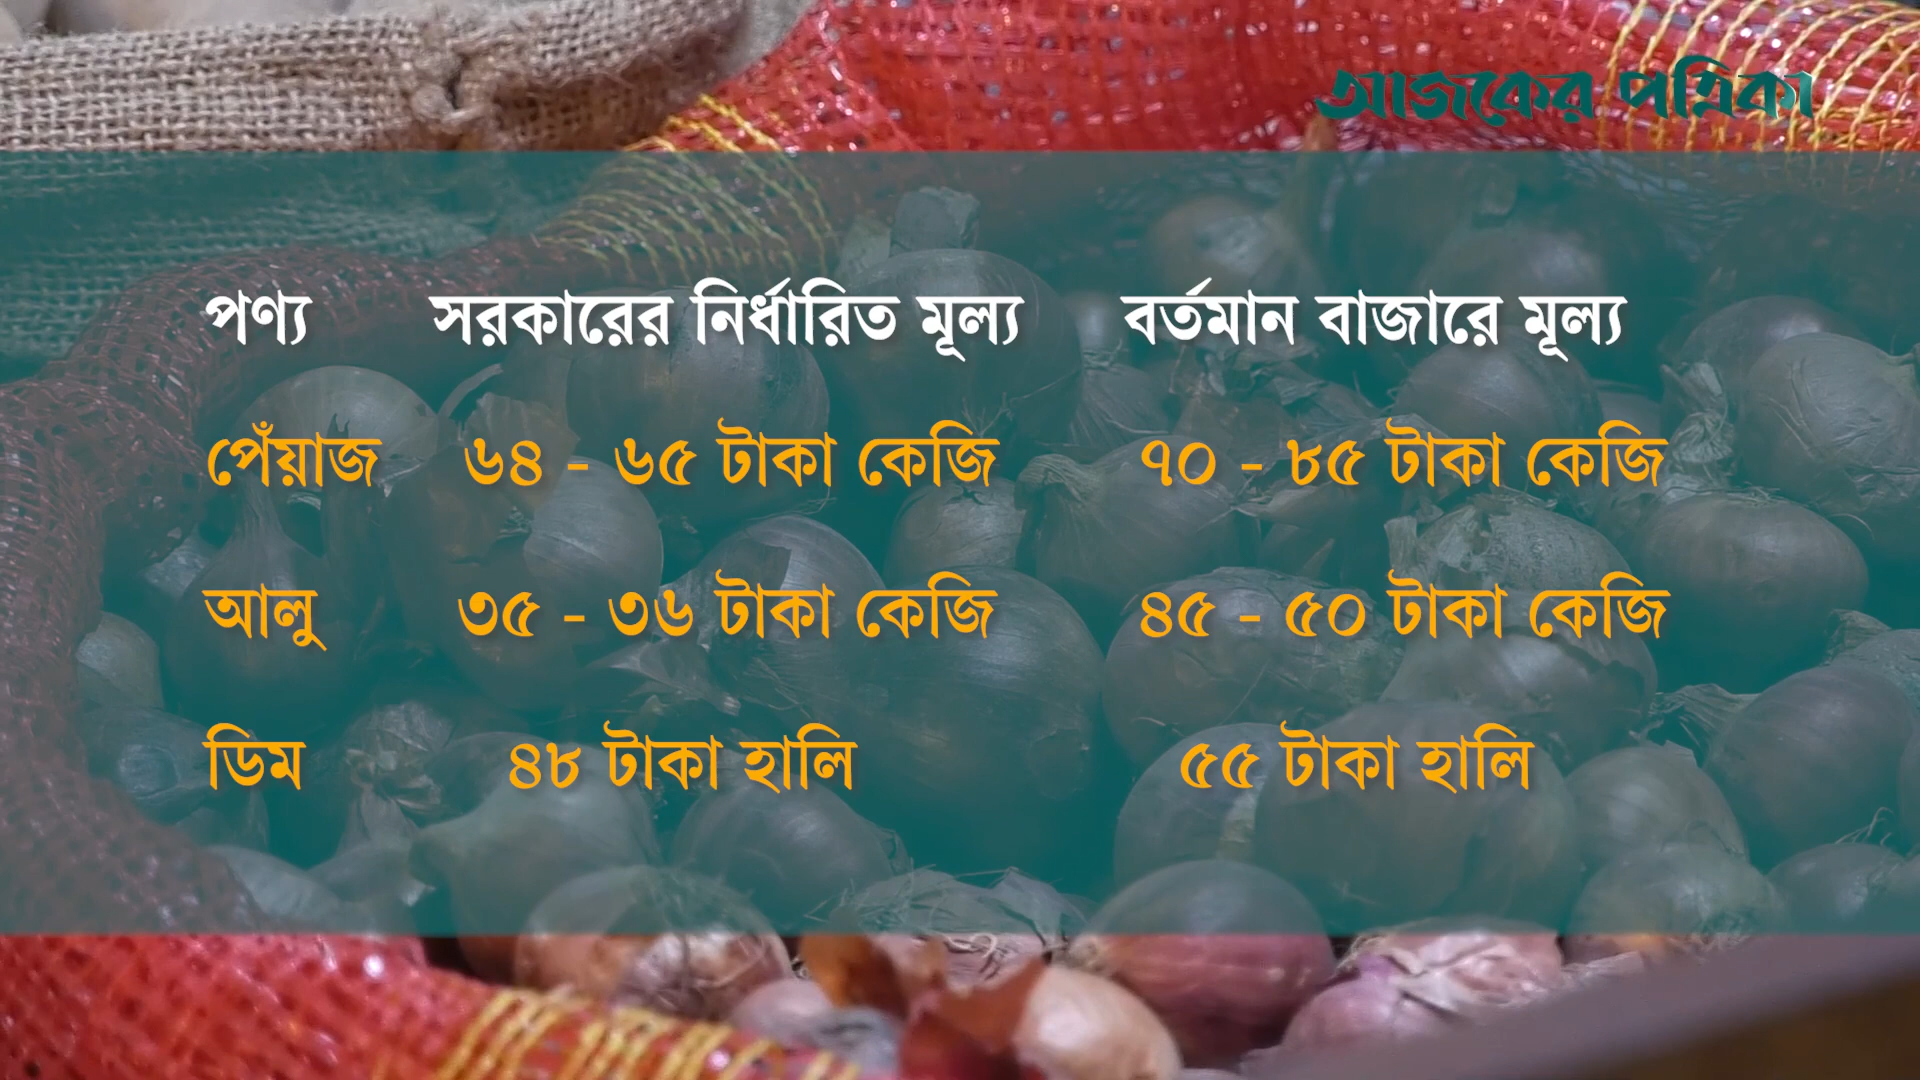 আজকের পত্রিকা
পণ্য সরকারের নির্ধারিত মূল্য বর্তমান বাজারে মূল্য
পেঁয়াজ ৬৪ - ৬৫ টাকা কেজি ৭০ - ৮৫ টাকা কেজি
আলু ৩৫ - ৩৬ টাকা কেজি ৪৫ - ৫০ টাকা কেজি
ডিম ৪৮ টাকা হালি ৫৫ টাকা হালি